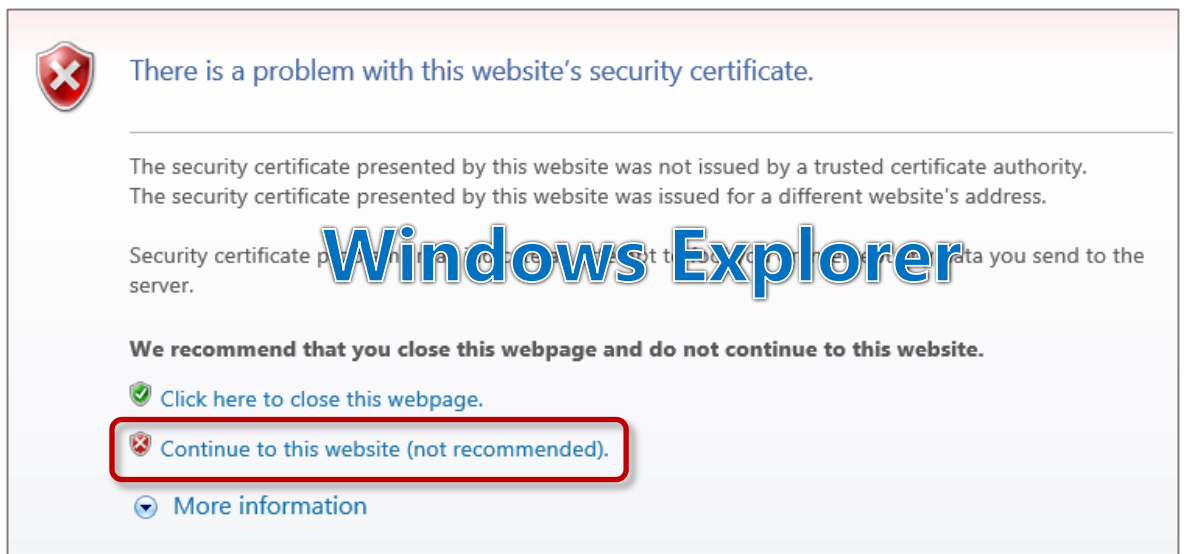 There is a problem with this website's security certificate.
The security certificate presented by this website was not issued by a trusted certificate authority.
The security certificate presented by this website was issued for a different website's address.
Windows Explorer
Security certificate data you send to the
server.
We recommend that you close this webpage and do not continue to this website.
Click here to close this webpage.
Continue to this website (not recommended).
More information